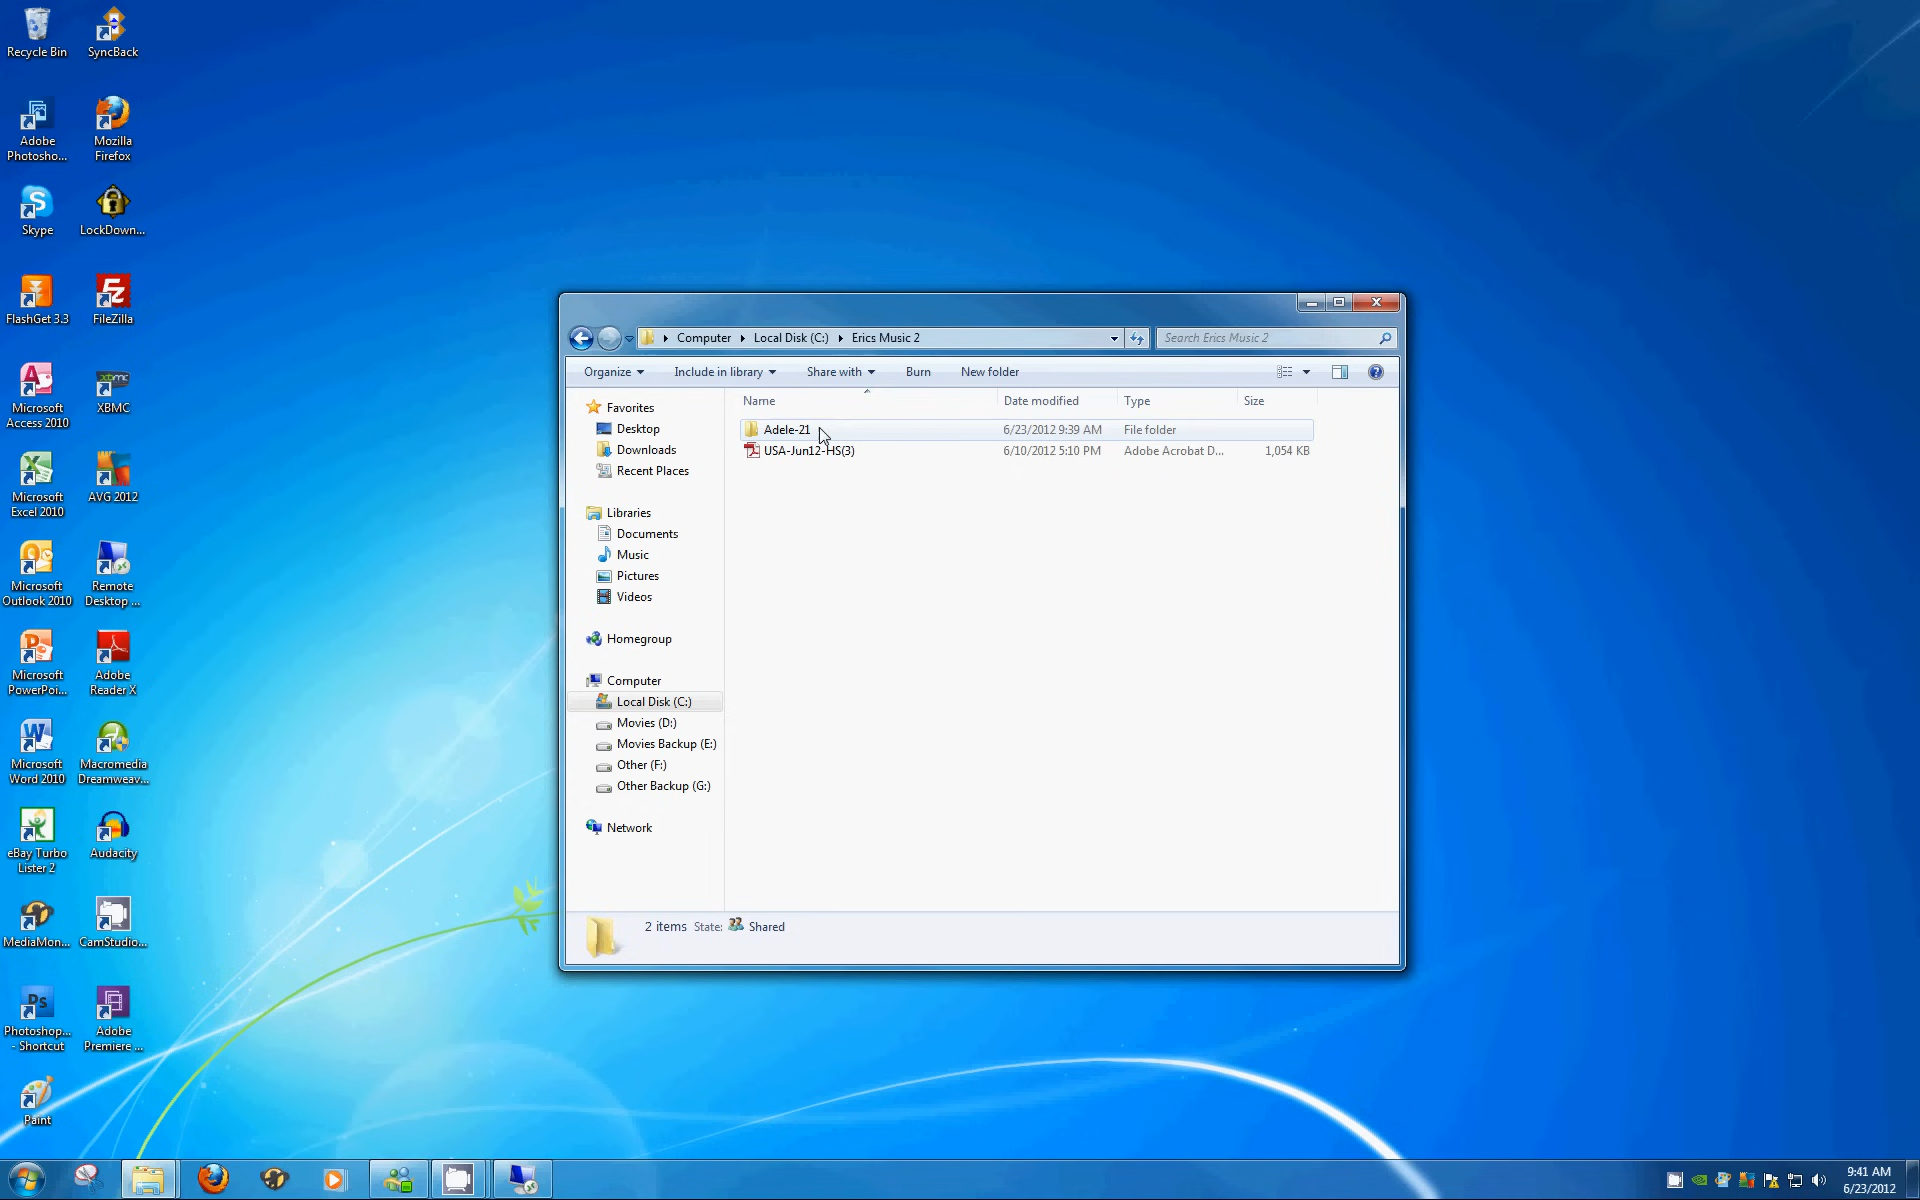 Recycle Bin
SyncBack
Adobe
Photosho...
Mozilla
Firefox
Skype
LockDown...
FlashGet 3.3
FileZilla
Microsoft
Access 2010
XBMC
Microsoft
Excel 2010
AVG 2012
Microsoft
Outlook 2010
Remote
Desktop ...
Microsoft
PowerPoi...
Adobe
Reader X
Microsoft
Word 2010
Macromedia
Dreamweav...
eBay Turbo
Lister 2
Audacity
MediaMon...
CamStudio...
Photoshop...
- Shortcut
Adobe
Premiere ...
Paint
Computer
Local Disk (C:)
Erics Music 2
Search Erics Music 2
Organize
Include in library
Share with
Burn
New folder
Name
Date modified
Type
Size
Adele-21
6/23/2012 9:39 AM
File folder
USA-Jun12-HS(3)
6/10/2012 5:10 PM
Adobe Acrobat D...
1,054 KB
Favorites
Desktop
Downloads
Recent Places
Libraries
Documents
Music
Pictures
Videos
Homegroup
Computer
Local Disk (C:)
Movies (D:)
Movies Backup (E:)
Other (F:)
Other Backup (G:)
Network
2 items State: Shared
9:41 AM
6/23/2012